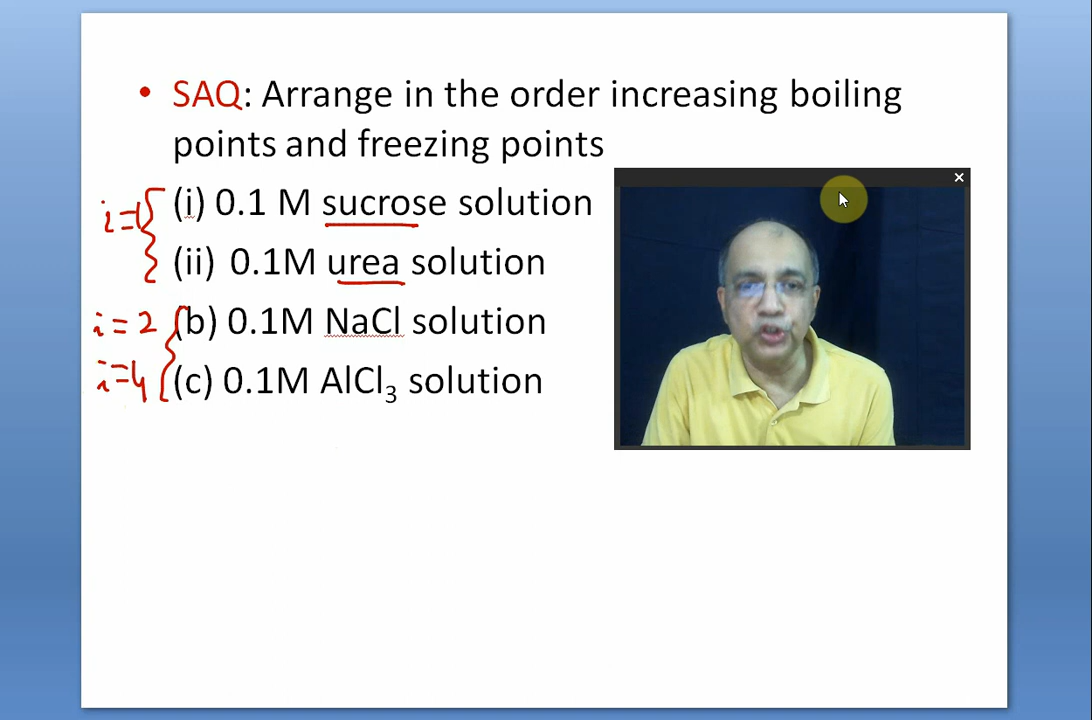 • SAQ: Arrange in the order increasing boiling
points and freezing points
i=1 (i) 0.1 M sucrose solution
(ii) 0.1M urea solution
i=2 (b) 0.1M NaCl solution
i=4 (c) 0.1M AlCl₃ solution